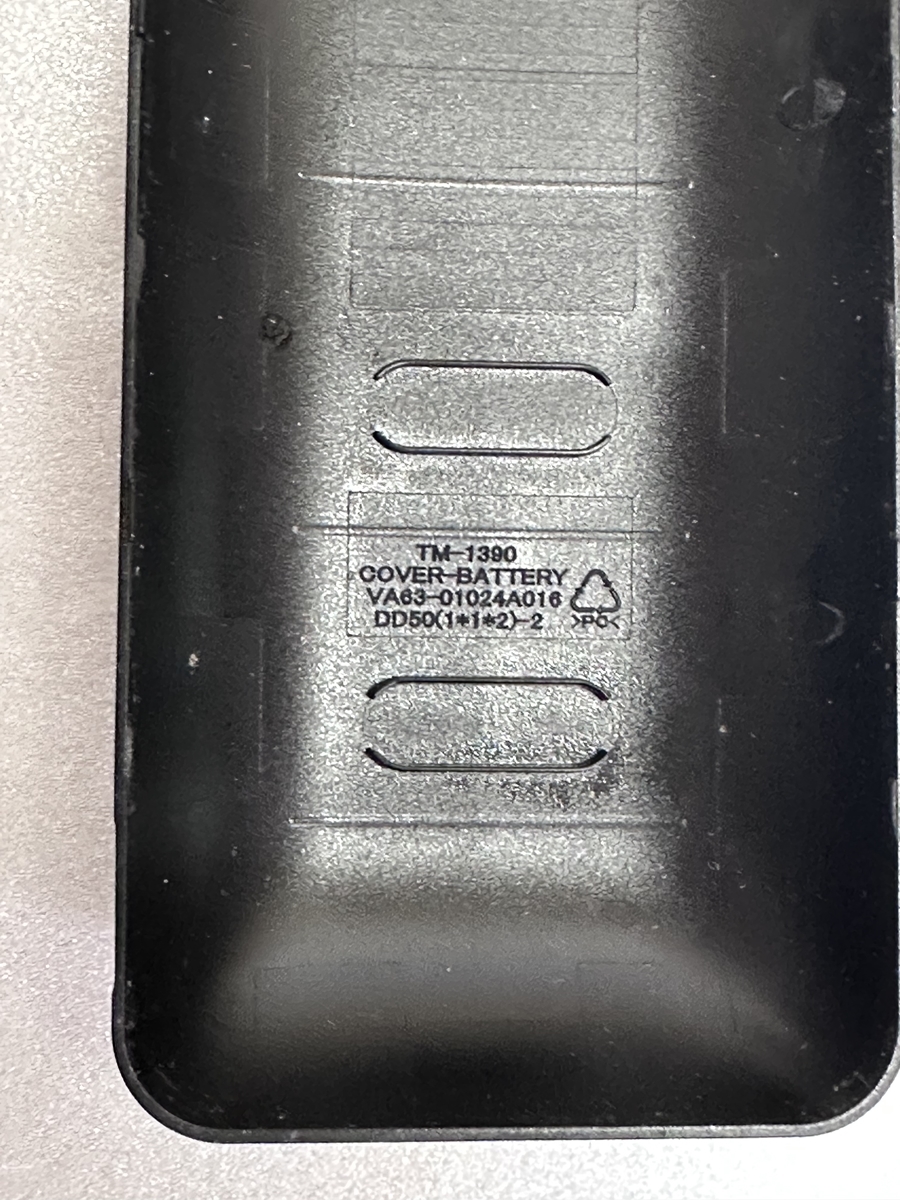 TM-1390
COVER-BATTERY
VA63-01024A016
DD50(1*1*2)-2
>PC<